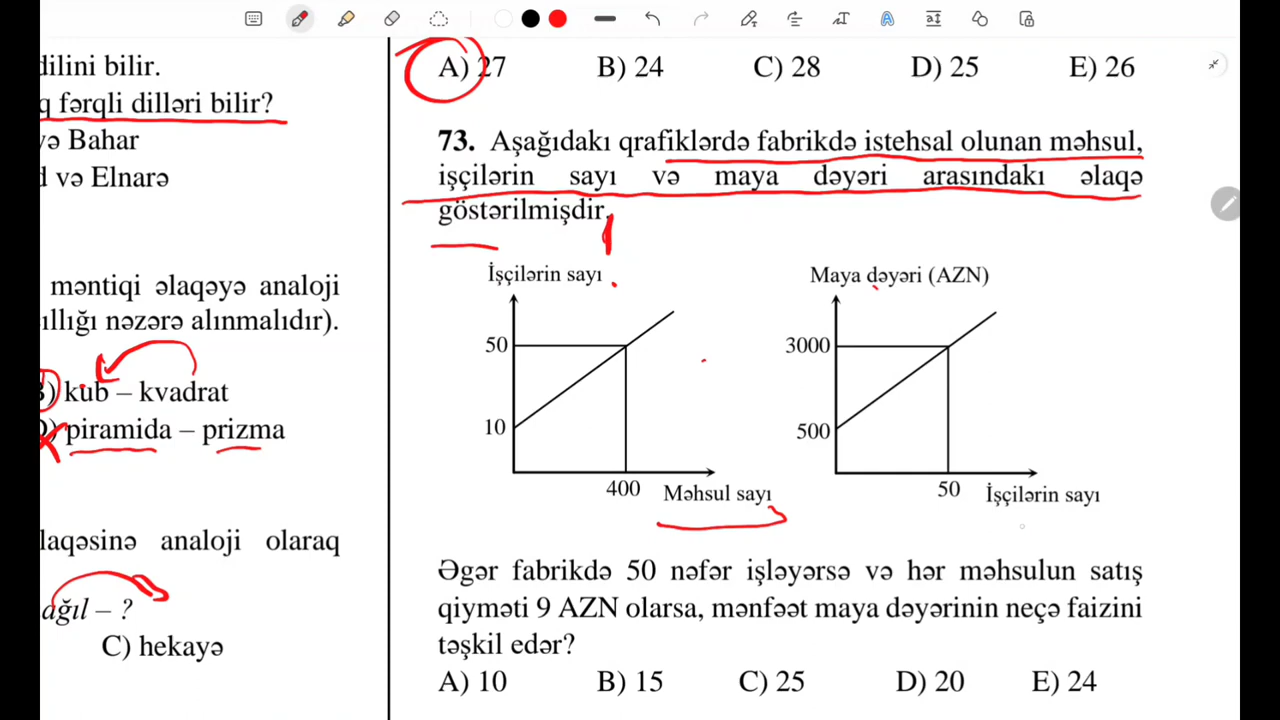 dilini bilir.
q fərqli dilləri bilir?
və Bahar
d və Elnarə
məntiqi əlaqəyə analoji
ıllığı nəzərə alınmalıdır).
B) kub – kvadrat
D) piramida – prizma
laqəsinə analoji olaraq
ağıl – ?
C) hekayə
A) 27 B) 24 C) 28 D) 25 E) 26
73. Aşağıdakı qrafiklərdə fabrikdə istehsal olunan məhsul,
işçilərin sayı və maya dəyəri arasındakı əlaqə
göstərilmişdir.
İşçilərin sayı
50
10
400 Məhsul sayı
Maya dəyəri (AZN)
3000
500
50 İşçilərin sayı
Əgər fabrikdə 50 nəfər işləyərsə və hər məhsulun satış
qiyməti 9 AZN olarsa, mənfəət maya dəyərinin neçə faizini
təşkil edər?
A) 10 B) 15 C) 25 D) 20 E) 24